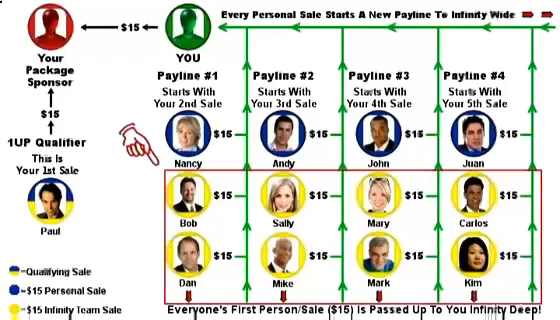 Every Personal Sale Starts A New Payline To Infinity Wide
$15
Your
Package
Sponsor
YOU
Payline #1
Starts With
Your 2nd Sale
Payline #2
Starts With
Your 3rd Sale
Payline #3
Starts With
Your 4th Sale
Payline #4
Starts With
Your 5th Sale
$15
1UP Qualifier
This Is
Your 1st Sale
Paul
$15
$15
$15
$15
Nancy
Andy
John
Juan
$15
$15
$15
$15
Bob
Sally
Mary
Carlos
$15
$15
$15
$15
Dan
Mike
Mark
Kim
=Qualifying Sale
=$15 Personal Sale
=$15 Infinity Team Sale
Everyone's First Person/Sale ($15) Is Passed Up To You Infinity Deep!